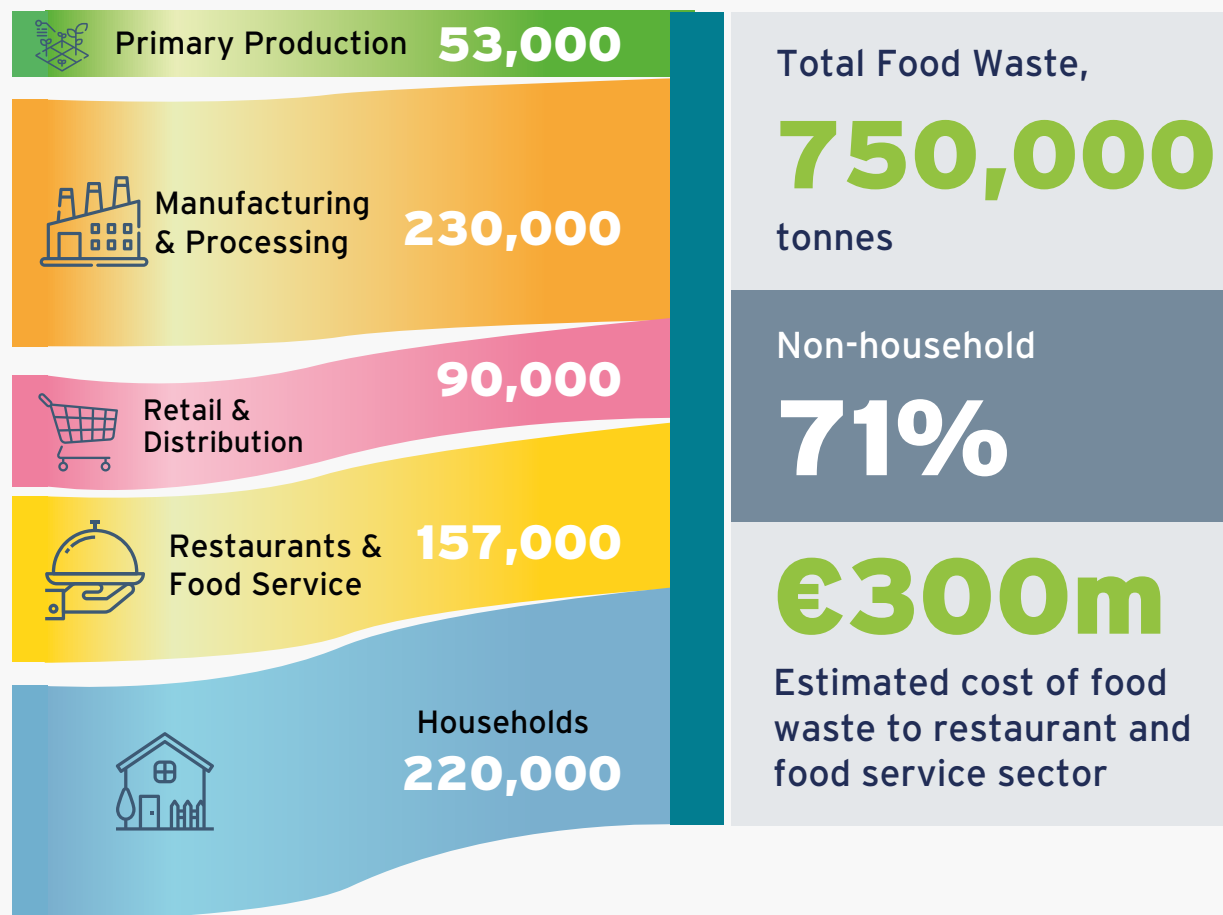 Primary Production 53,000
Manufacturing
& Processing
230,000
Retail &
Distribution
90,000
Restaurants &
Food Service
157,000
Households
220,000
Total Food Waste,
750,000
tonnes
Non-household
71%
€300m
Estimated cost of food
waste to restaurant and
food service sector